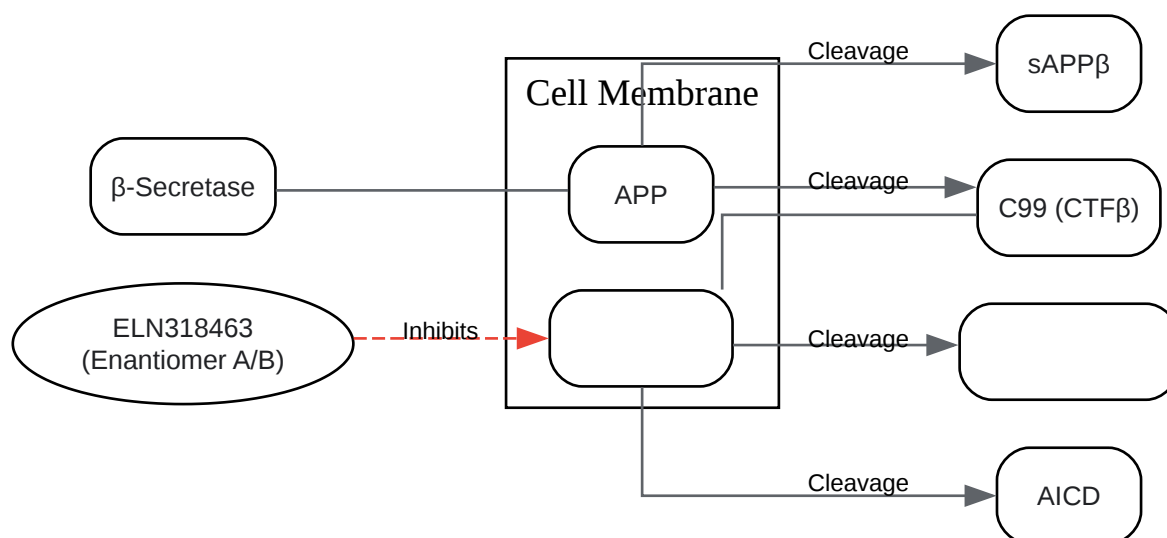 Cleavage
sAPPβ
Cell Membrane
β-Secretase
APP
Cleavage
C99 (CTFβ)
ELN318463
(Enantiomer A/B)
Inhibits
Cleavage
Cleavage
AICD